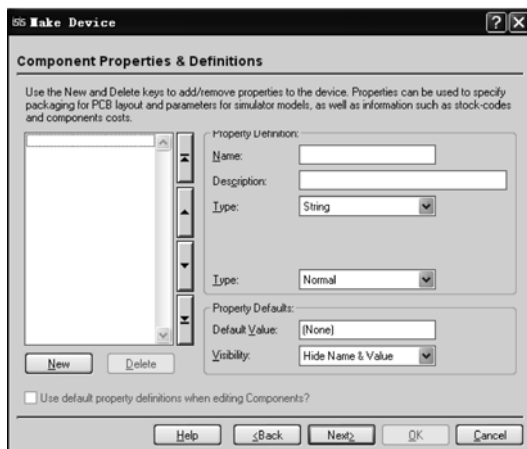 isis Make Device
Component Properties & Definitions
Use the New and Delete keys to add/remove properties to the device. Properties can be used to specify
packaging for PCB layout and parameters for simulator models, as well as information such as stock-codes
and components costs.
Property Definition:
Name:
Description:
Type: String
Type: Normal
Property Defaults:
Default Value: (None)
Visibility: Hide Name & Value
New Delete
Use default property definitions when editing Components?
Help <Back Next> OK Cancel